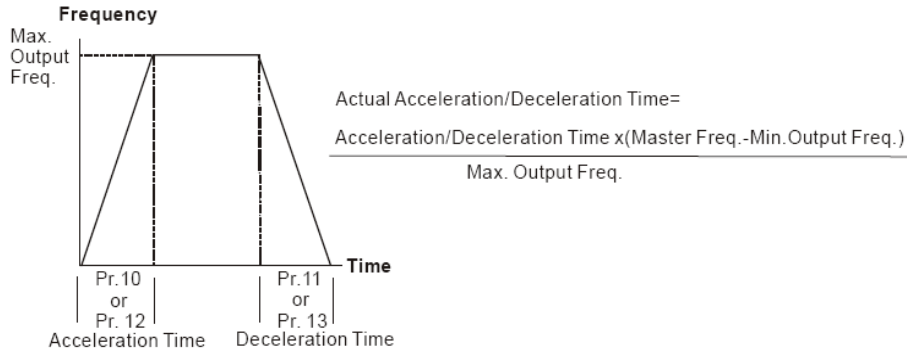 Frequency
Max.
Output
Freq.
Actual Acceleration/Deceleration Time=
Acceleration/Deceleration Time x(Master Freq.-Min.Output Freq.)
Max. Output Freq.
Time
Pr.10
or
Pr. 12
Acceleration Time
Pr.11
or
Pr. 13
Deceleration Time